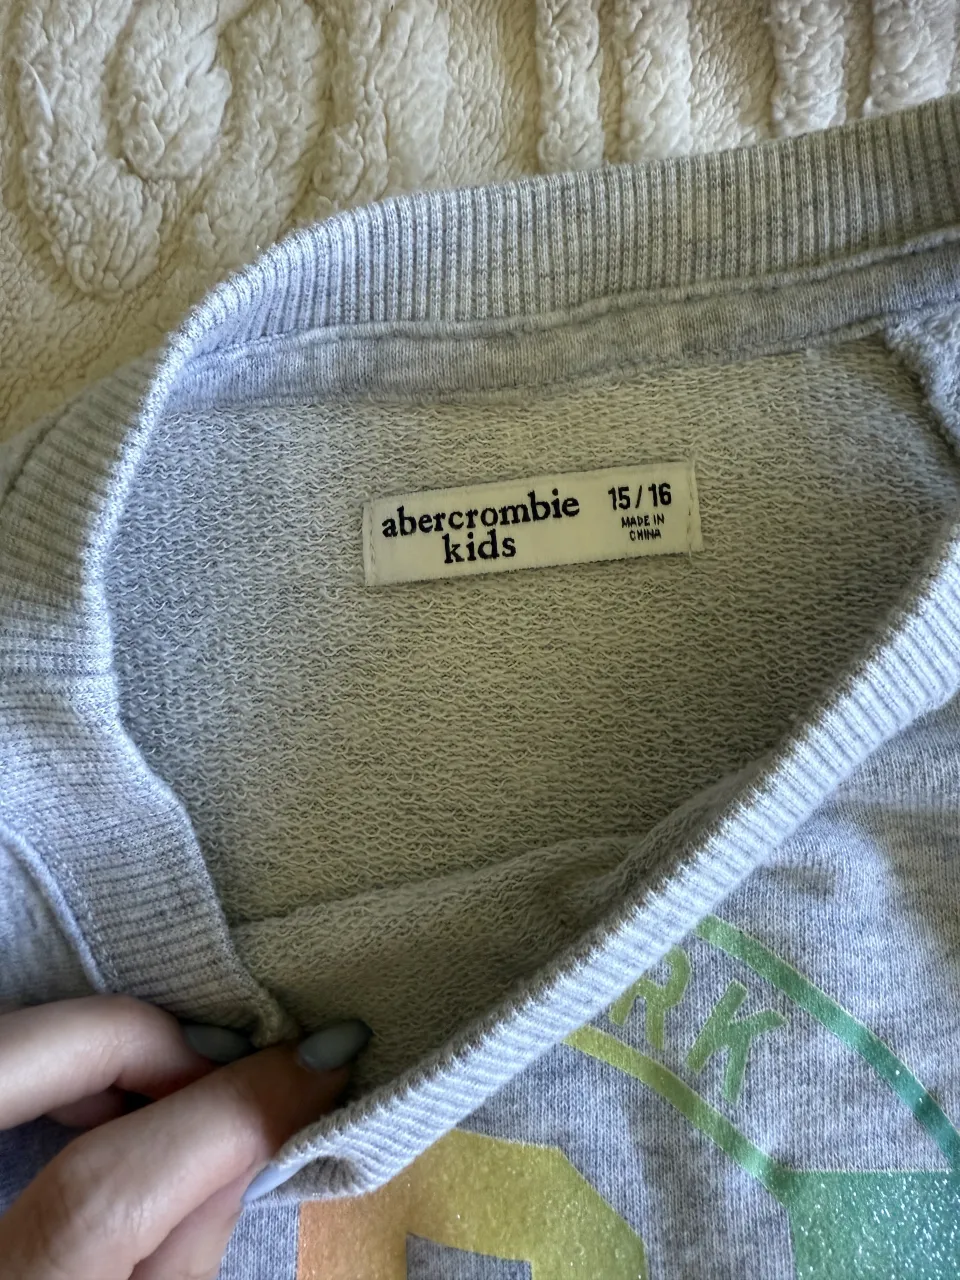 abercrombie
kids
15/16
MADE IN
CHINA
RK